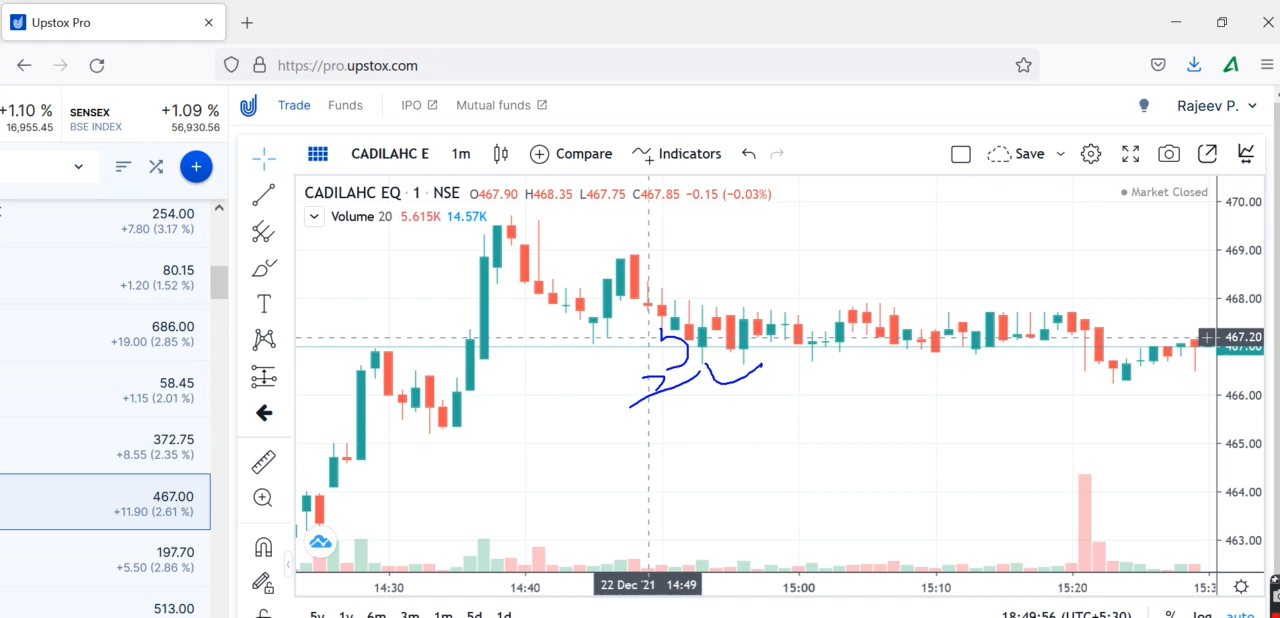 Upstox Pro
https://pro.upstox.com
+1.10 %
16,955.45
SENSEX
BSE INDEX
+1.09 %
56,930.56
Trade
Funds
IPO
Mutual funds
Rajeev P.
CADILAHC E
1m
Compare
Indicators
Save
CADILAHC EQ · 1 · NSE O467.90 H468.35 L467.75 C467.85 −0.15 (−0.03%)
Market Closed
Volume 20 5.615K 14.57K
254.00
+7.80 (3.17 %)
80.15
+1.20 (1.52 %)
686.00
+19.00 (2.85 %)
58.45
+1.15 (2.01 %)
372.75
+8.55 (2.35 %)
467.00
+11.90 (2.61 %)
197.70
+5.50 (2.86 %)
513.00
470.00
469.00
468.00
467.20
467.00
466.00
465.00
464.00
463.00
14:30
14:40
22 Dec '21 14:49
15:00
15:10
15:20
15:3
5y 1y 6m 3m 1m 5d 1d
18:49:56 (UTC+5:30)
%
log
auto